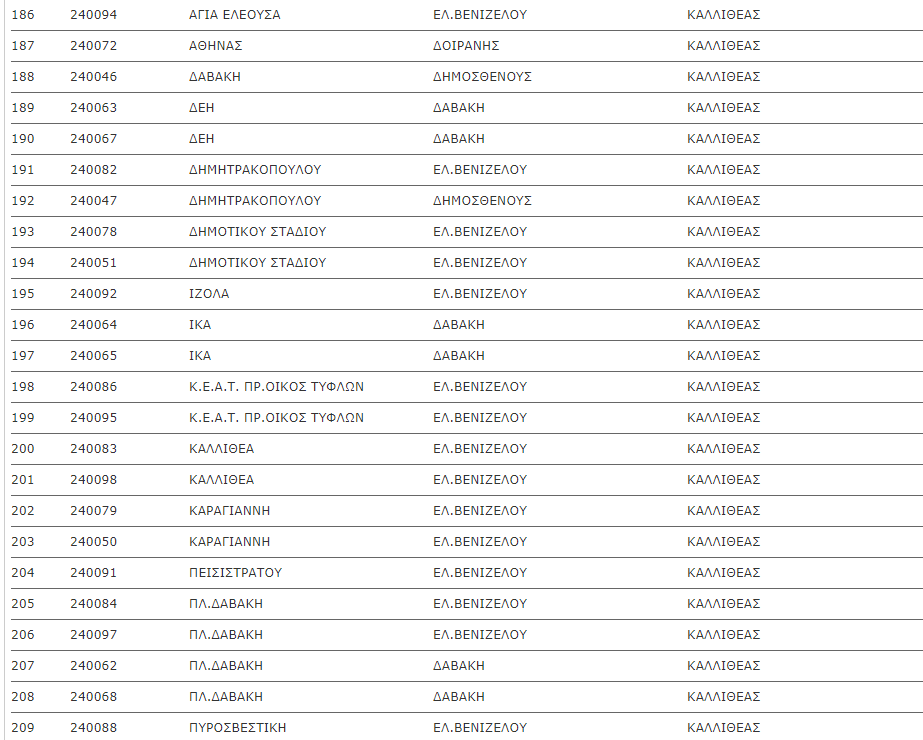 186 240094 ΑΓΙΑ ΕΛΕΟΥΣΑ ΕΛ.ΒΕΝΙΖΕΛΟΥ ΚΑΛΛΙΘΕΑΣ
187 240072 ΑΘΗΝΑΣ ΔΟΙΡΑΝΗΣ ΚΑΛΛΙΘΕΑΣ
188 240046 ΔΑΒΑΚΗ ΔΗΜΟΣΘΕΝΟΥΣ ΚΑΛΛΙΘΕΑΣ
189 240063 ΔΕΗ ΔΑΒΑΚΗ ΚΑΛΛΙΘΕΑΣ
190 240067 ΔΕΗ ΔΑΒΑΚΗ ΚΑΛΛΙΘΕΑΣ
191 240082 ΔΗΜΗΤΡΑΚΟΠΟΥΛΟΥ ΕΛ.ΒΕΝΙΖΕΛΟΥ ΚΑΛΛΙΘΕΑΣ
192 240047 ΔΗΜΗΤΡΑΚΟΠΟΥΛΟΥ ΔΗΜΟΣΘΕΝΟΥΣ ΚΑΛΛΙΘΕΑΣ
193 240078 ΔΗΜΟΤΙΚΟΥ ΣΤΑΔΙΟΥ ΕΛ.ΒΕΝΙΖΕΛΟΥ ΚΑΛΛΙΘΕΑΣ
194 240051 ΔΗΜΟΤΙΚΟΥ ΣΤΑΔΙΟΥ ΕΛ.ΒΕΝΙΖΕΛΟΥ ΚΑΛΛΙΘΕΑΣ
195 240092 ΙΖΟΛΑ ΕΛ.ΒΕΝΙΖΕΛΟΥ ΚΑΛΛΙΘΕΑΣ
196 240064 ΙΚΑ ΔΑΒΑΚΗ ΚΑΛΛΙΘΕΑΣ
197 240065 ΙΚΑ ΔΑΒΑΚΗ ΚΑΛΛΙΘΕΑΣ
198 240086 Κ.Ε.Α.Τ. ΠΡ.ΟΙΚΟΣ ΤΥΦΛΩΝ ΕΛ.ΒΕΝΙΖΕΛΟΥ ΚΑΛΛΙΘΕΑΣ
199 240095 Κ.Ε.Α.Τ. ΠΡ.ΟΙΚΟΣ ΤΥΦΛΩΝ ΕΛ.ΒΕΝΙΖΕΛΟΥ ΚΑΛΛΙΘΕΑΣ
200 240083 ΚΑΛΛΙΘΕΑ ΕΛ.ΒΕΝΙΖΕΛΟΥ ΚΑΛΛΙΘΕΑΣ
201 240098 ΚΑΛΛΙΘΕΑ ΕΛ.ΒΕΝΙΖΕΛΟΥ ΚΑΛΛΙΘΕΑΣ
202 240079 ΚΑΡΑΓΙΑΝΝΗ ΕΛ.ΒΕΝΙΖΕΛΟΥ ΚΑΛΛΙΘΕΑΣ
203 240050 ΚΑΡΑΓΙΑΝΝΗ ΕΛ.ΒΕΝΙΖΕΛΟΥ ΚΑΛΛΙΘΕΑΣ
204 240091 ΠΕΙΣΙΣΤΡΑΤΟΥ ΕΛ.ΒΕΝΙΖΕΛΟΥ ΚΑΛΛΙΘΕΑΣ
205 240084 ΠΛ.ΔΑΒΑΚΗ ΕΛ.ΒΕΝΙΖΕΛΟΥ ΚΑΛΛΙΘΕΑΣ
206 240097 ΠΛ.ΔΑΒΑΚΗ ΕΛ.ΒΕΝΙΖΕΛΟΥ ΚΑΛΛΙΘΕΑΣ
207 240062 ΠΛ.ΔΑΒΑΚΗ ΔΑΒΑΚΗ ΚΑΛΛΙΘΕΑΣ
208 240068 ΠΛ.ΔΑΒΑΚΗ ΔΑΒΑΚΗ ΚΑΛΛΙΘΕΑΣ
209 240088 ΠΥΡΟΣΒΕΣΤΙΚΗ ΕΛ.ΒΕΝΙΖΕΛΟΥ ΚΑΛΛΙΘΕΑΣ